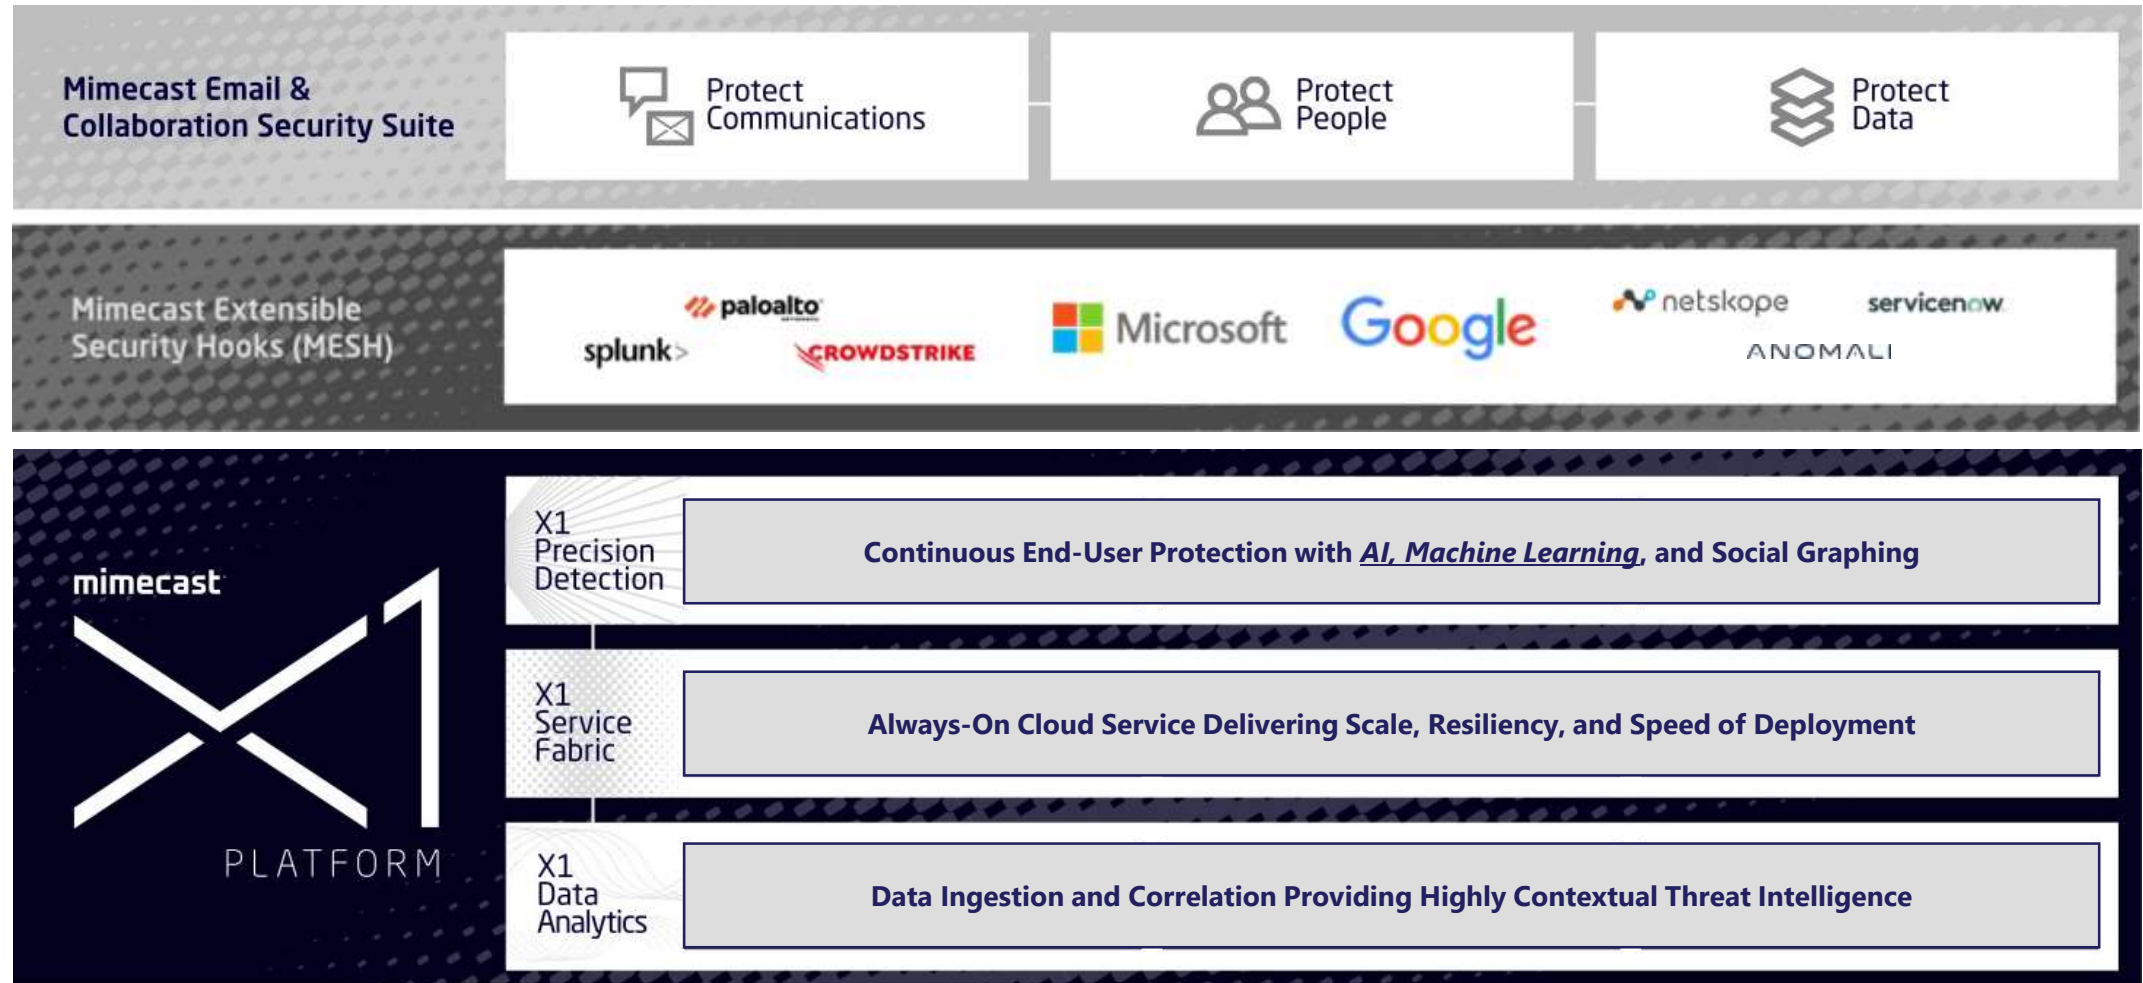 Mimecast Email &
Collaboration Security Suite
Protect
Communications
Protect
People
Protect
Data
Mimecast Extensible
Security Hooks (MESH)
paloalto
splunk>
CROWDSTRIKE
Microsoft
Google
netskope
servicenow
ANOMALI
mimecast
X1
PLATFORM
X1
Precision
Detection
Continuous End-User Protection with AI, Machine Learning, and Social Graphing
X1
Service
Fabric
Always-On Cloud Service Delivering Scale, Resiliency, and Speed of Deployment
X1
Data
Analytics
Data Ingestion and Correlation Providing Highly Contextual Threat Intelligence